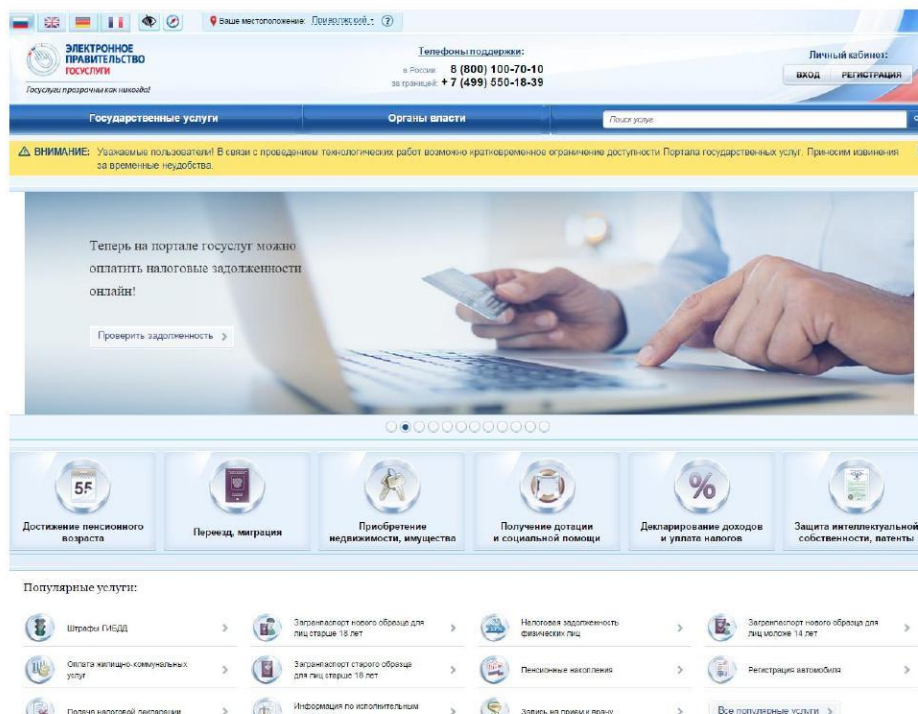 Ваше местоположение: Приволжский
ЭЛЕКТРОННОЕ
ПРАВИТЕЛЬСТВО
ГОСУСЛУГИ
Госуслуги прозрачны как никогда!
Телефоны поддержки:
в России: 8 (800) 100-70-10
за границей: + 7 (499) 550-18-39
Личный кабинет:
ВХОД РЕГИСТРАЦИЯ
Государственные услуги
Органы власти
Поиск услуг
ВНИМАНИЕ: Уважаемые пользователи! В связи с проведением технологических работ возможно кратковременное ограничение доступности Портала государственных услуг. Приносим извинения
за временные неудобства.
Теперь на портале госуслуг можно
оплатить налоговые задолженности
онлайн!
Проверить задолженность
55
Достижение пенсионного
возраста
Переезд, миграция
Приобретение
недвижимости, имущества
Получение дотации
и социальной помощи
%
Декларирование доходов
и уплата налогов
Защита интеллектуальной
собственности, патенты
Популярные услуги:
Штрафы ГИБДД
Загранпаспорт нового образца для
лиц старше 18 лет
Налоговая задолженность
физических лиц
Загранпаспорт нового образца для
лиц моложе 14 лет
Оплата жилищно-коммунальных
услуг
Загранпаспорт старого образца
для лиц старше 18 лет
Пенсионные накопления
Регистрация автомобиля
Подача налоговой декларации
Информация по исполнительным
Запись на прием к врачу
Все популярные услуги